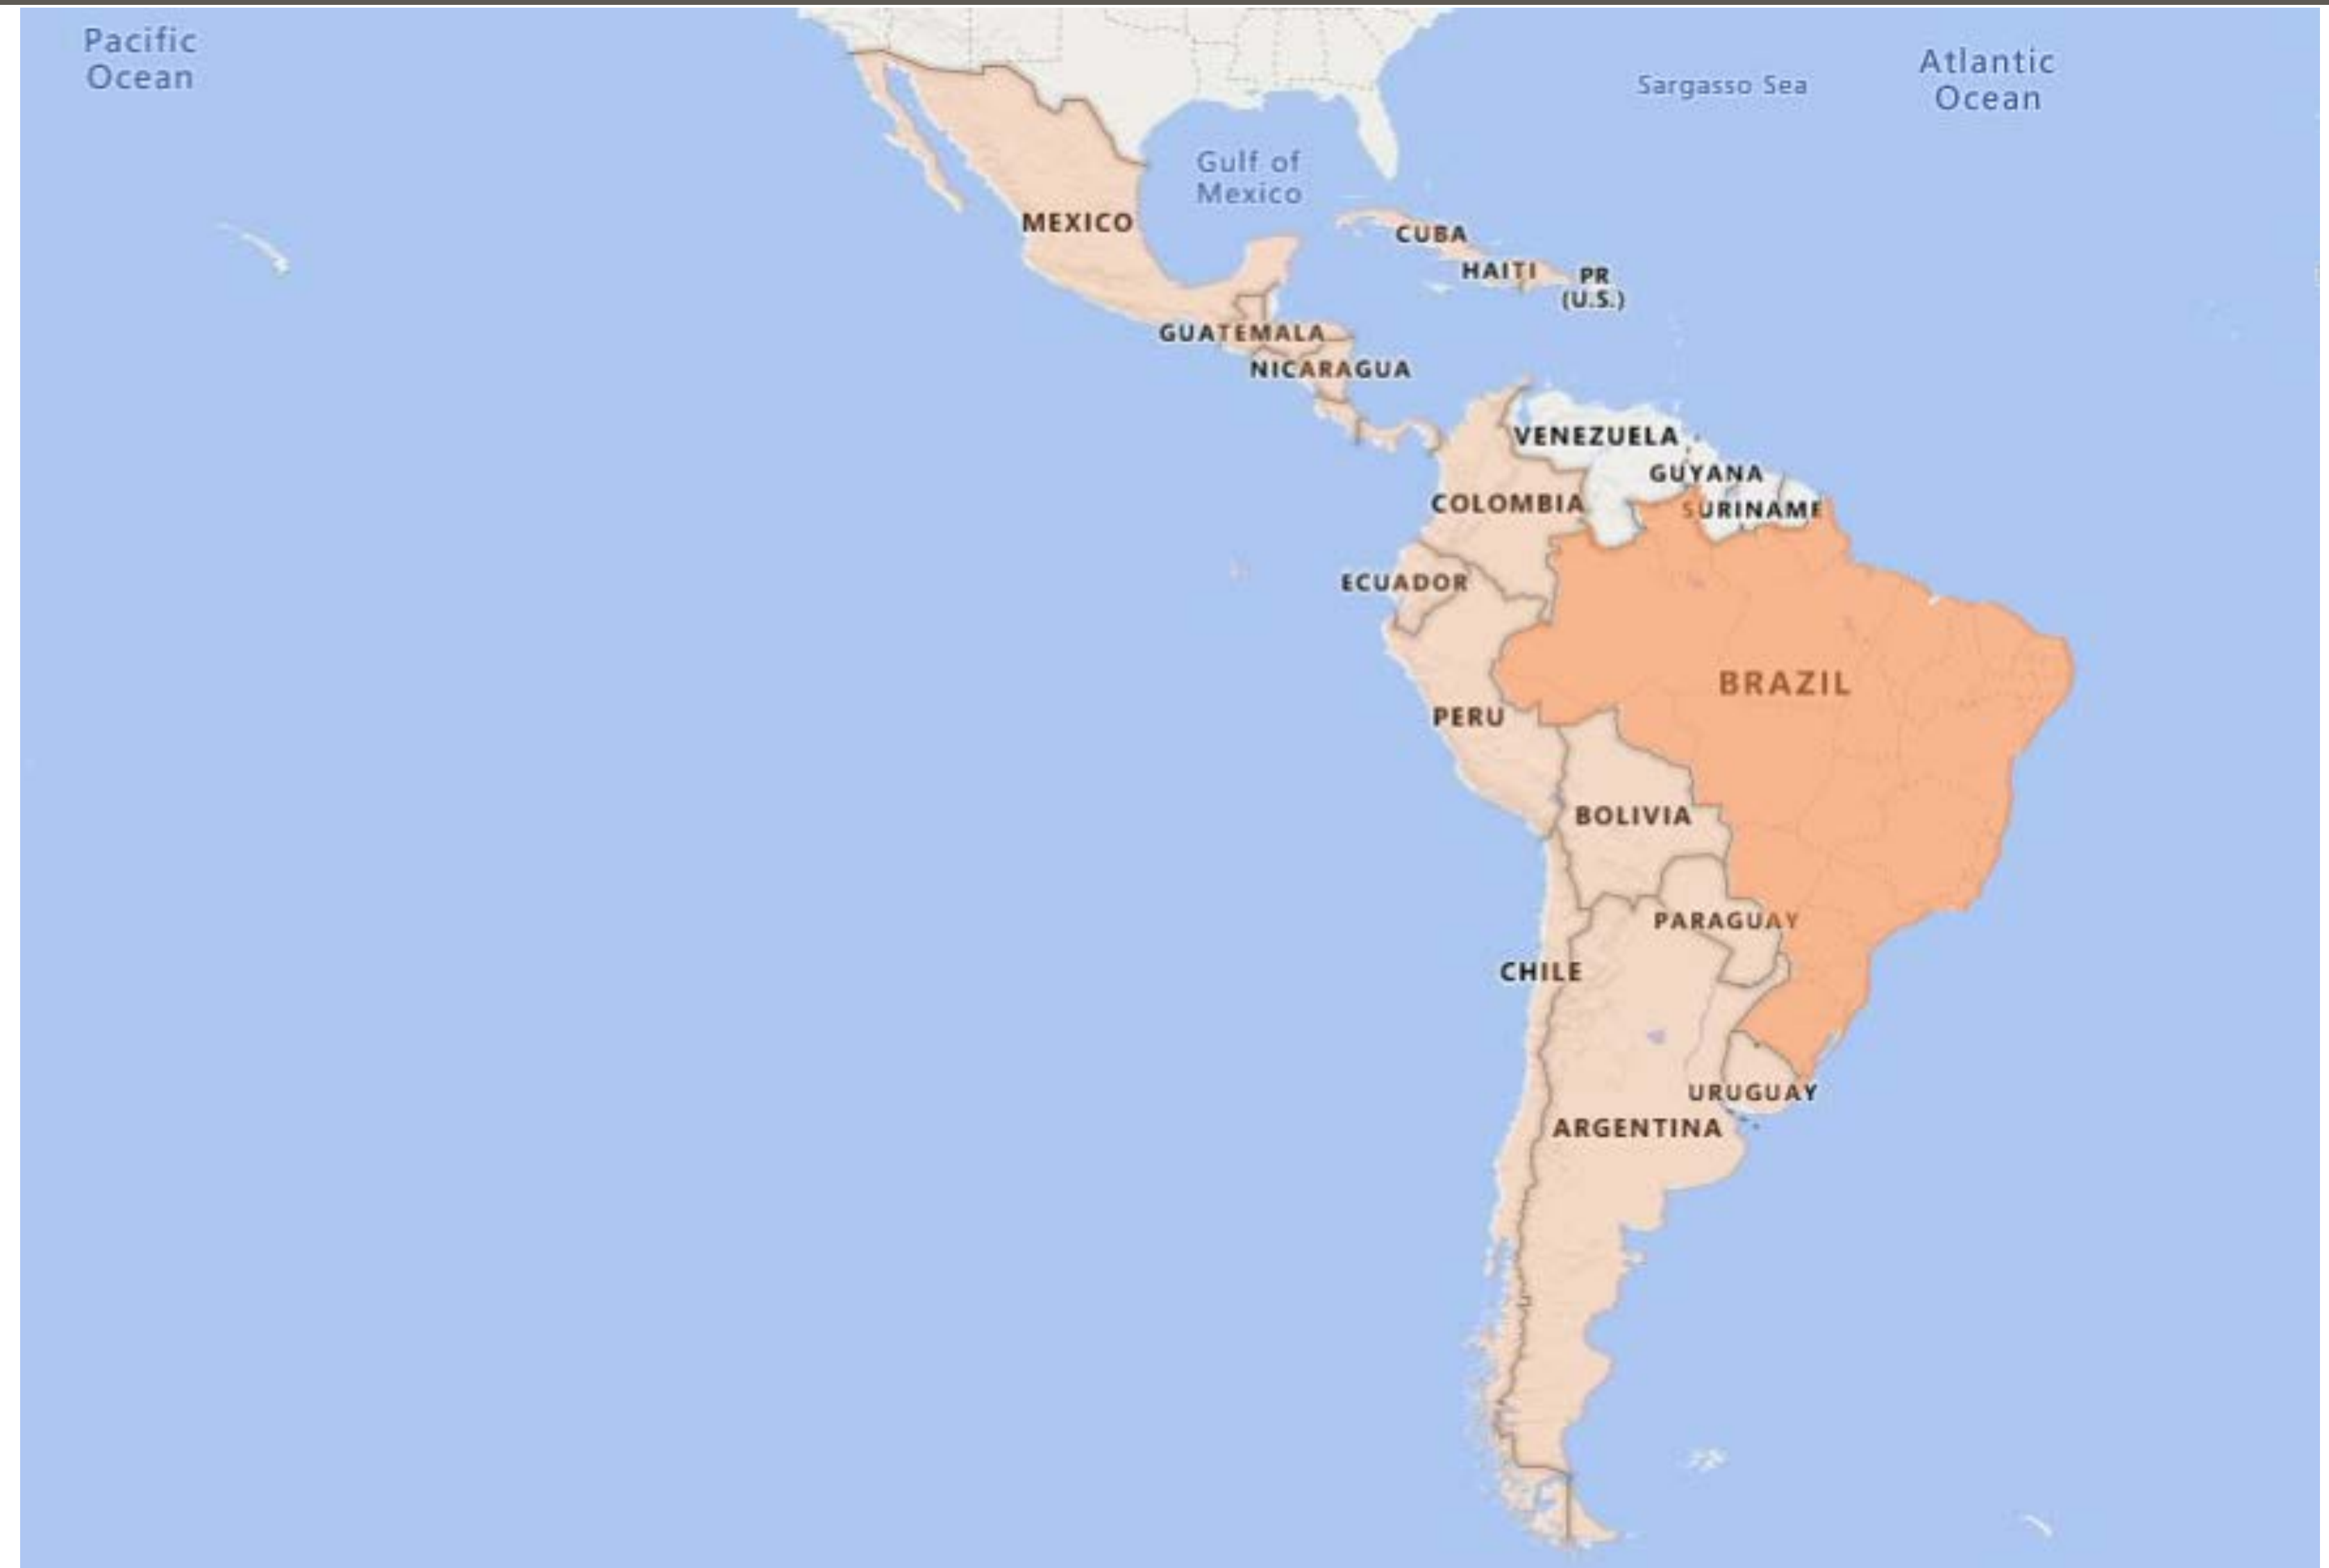 Pacific
Ocean
Atlantic
Ocean
Sargasso Sea
Gulf of
Mexico
MEXICO
CUBA
HAITI
PR
(U.S.)
GUATEMALA
NICARAGUA
VENEZUELA
GUYANA
COLOMBIA
SURINAME
ECUADOR
BRAZIL
PERU
BOLIVIA
PARAGUAY
CHILE
URUGUAY
ARGENTINA